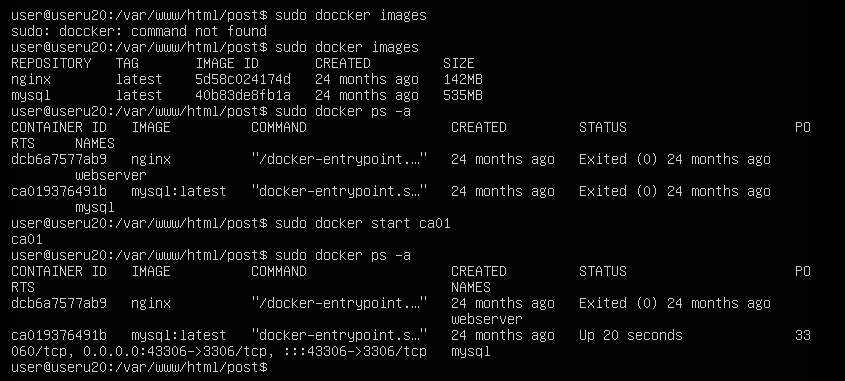 user@useru20:/var/www/html/post$ sudo doccker images
sudo: doccker: command not found
user@useru20:/var/www/html/post$ sudo docker images
REPOSITORY   TAG       IMAGE ID       CREATED         SIZE
nginx        latest    5d58c024174d   24 months ago   142MB
mysql        latest    40b83de8fb1a   24 months ago   535MB
user@useru20:/var/www/html/post$ sudo docker ps -a
CONTAINER ID   IMAGE          COMMAND                  CREATED         STATUS                     PO
RTS     NAMES
dcb6a7577ab9   nginx          "/docker-entrypoint.…"   24 months ago   Exited (0) 24 months ago
        webserver
ca019376491b   mysql:latest   "docker-entrypoint.s…"   24 months ago   Exited (0) 24 months ago
        mysql
user@useru20:/var/www/html/post$ sudo docker start ca01
ca01
user@useru20:/var/www/html/post$ sudo docker ps -a
CONTAINER ID   IMAGE          COMMAND                  CREATED         STATUS                     PO
RTS                                                    NAMES
dcb6a7577ab9   nginx          "/docker-entrypoint.…"   24 months ago   Exited (0) 24 months ago
                                                       webserver
ca019376491b   mysql:latest   "docker-entrypoint.s…"   24 months ago   Up 20 seconds              33
060/tcp, 0.0.0.0:43306->3306/tcp, :::43306->3306/tcp   mysql
user@useru20:/var/www/html/post$